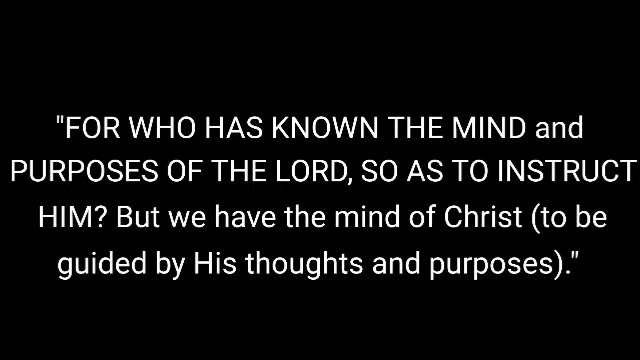 "FOR WHO HAS KNOWN THE MIND and
PURPOSES OF THE LORD, SO AS TO INSTRUCT
HIM? But we have the mind of Christ (to be
guided by His thoughts and purposes)."